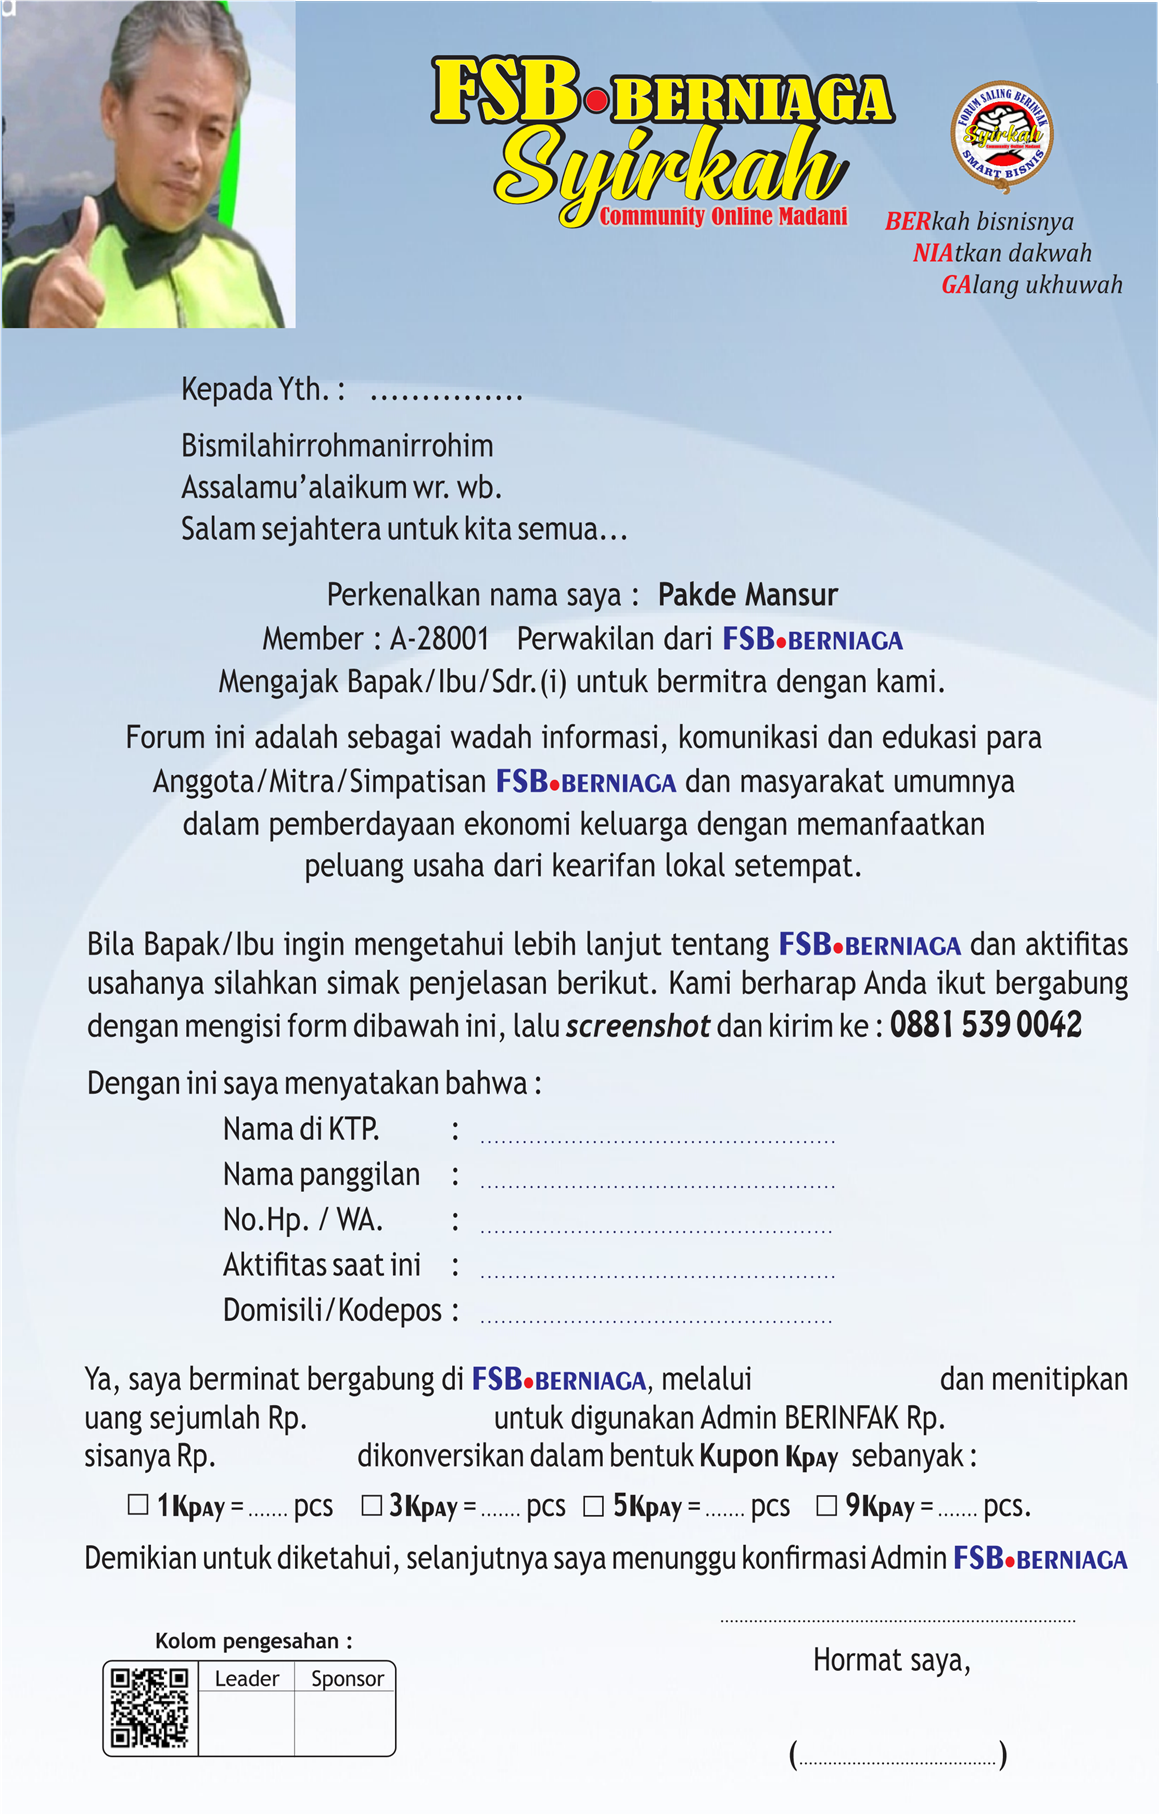 a
FSB•BERNIAGA
Syirkah
Community Online Madani
FORUM SALING BERINFAK
Syirkah
Community Online Madani
SMART BISNIS
BERkah bisnisnya
NIAtkan dakwah
GAlang ukhuwah
Kepada Yth. : ...............
Bismilahirrohmanirrohim
Assalamu'alaikum wr. wb.
Salam sejahtera untuk kita semua...
Perkenalkan nama saya : Pakde Mansur
Member : A-28001 Perwakilan dari FSB•BERNIAGA
Mengajak Bapak/Ibu/Sdr.(i) untuk bermitra dengan kami.
Forum ini adalah sebagai wadah informasi, komunikasi dan edukasi para
Anggota/Mitra/Simpatisan FSB•BERNIAGA dan masyarakat umumnya
dalam pemberdayaan ekonomi keluarga dengan memanfaatkan
peluang usaha dari kearifan lokal setempat.
Bila Bapak/Ibu ingin mengetahui lebih lanjut tentang FSB•BERNIAGA dan aktifitas
usahanya silahkan simak penjelasan berikut. Kami berharap Anda ikut bergabung
dengan mengisi form dibawah ini, lalu screenshot dan kirim ke : 0881 539 0042
Dengan ini saya menyatakan bahwa :
Nama di KTP. : ...............................................
Nama panggilan : ...............................................
No.Hp. / WA. : ...............................................
Aktifitas saat ini : ...............................................
Domisili/Kodepos : ...............................................
Ya, saya berminat bergabung di FSB•BERNIAGA, melalui dan menitipkan
uang sejumlah Rp. untuk digunakan Admin BERINFAK Rp.
sisanya Rp. dikonversikan dalam bentuk Kupon KPAY sebanyak :
☐ 1KPAY = ....... pcs ☐ 3KPAY = ....... pcs ☐ 5KPAY = ....... pcs ☐ 9KPAY = ....... pcs.
Demikian untuk diketahui, selanjutnya saya menunggu konfirmasi Admin FSB•BERNIAGA
..........................................................................
Kolom pengesahan :
Leader Sponsor
Hormat saya,
(........................................)